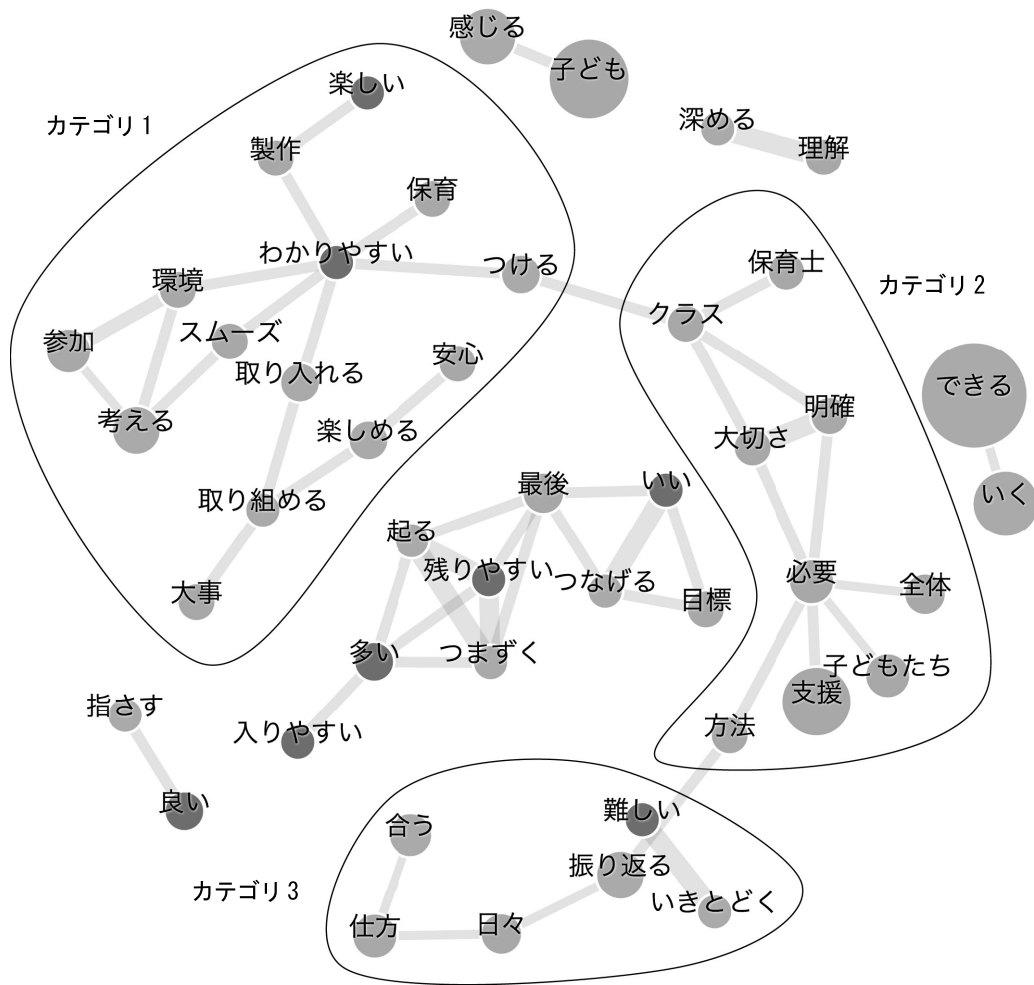 感じる
子ども
楽しい
カテゴリ1
深める
製作
理解
保育
わかりやすい
つける
保育士
環境
カテゴリ2
クラス
参加
スムーズ
安心
取り入れる
できる
考える
明確
楽しめる
大切さ
最後
いい
いく
取り組める
起る
残りやすい
つなげる
必要
全体
大事
目標
多い
つまずく
子どもたち
支援
指さす
方法
入りやすい
良い
難しい
合う
振り返る
カテゴリ3
いきとどく
仕方
日々